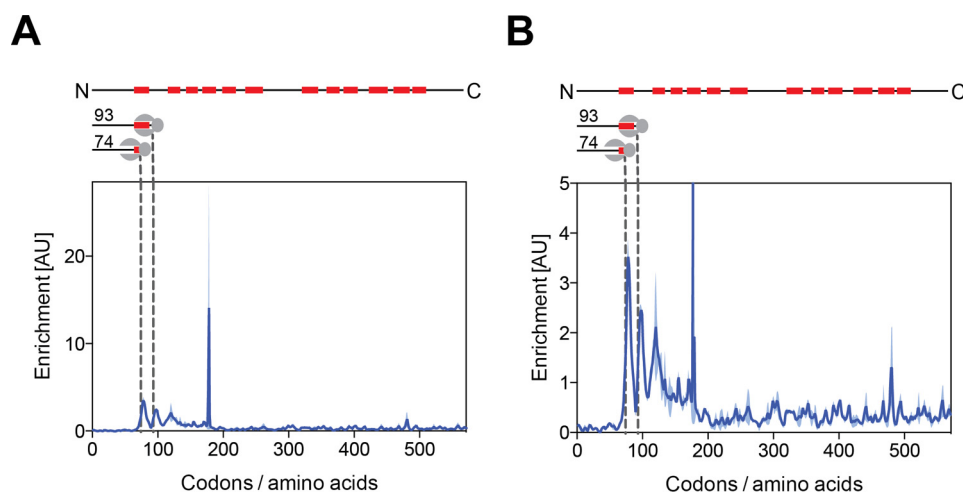 A
N C
93
74
20
10
0
Enrichment [AU]
0 100 200 300 400 500
Codons / amino acids
B
N C
93
74
5
4
3
2
1
0
Enrichment [AU]
0 100 200 300 400 500
Codons / amino acids